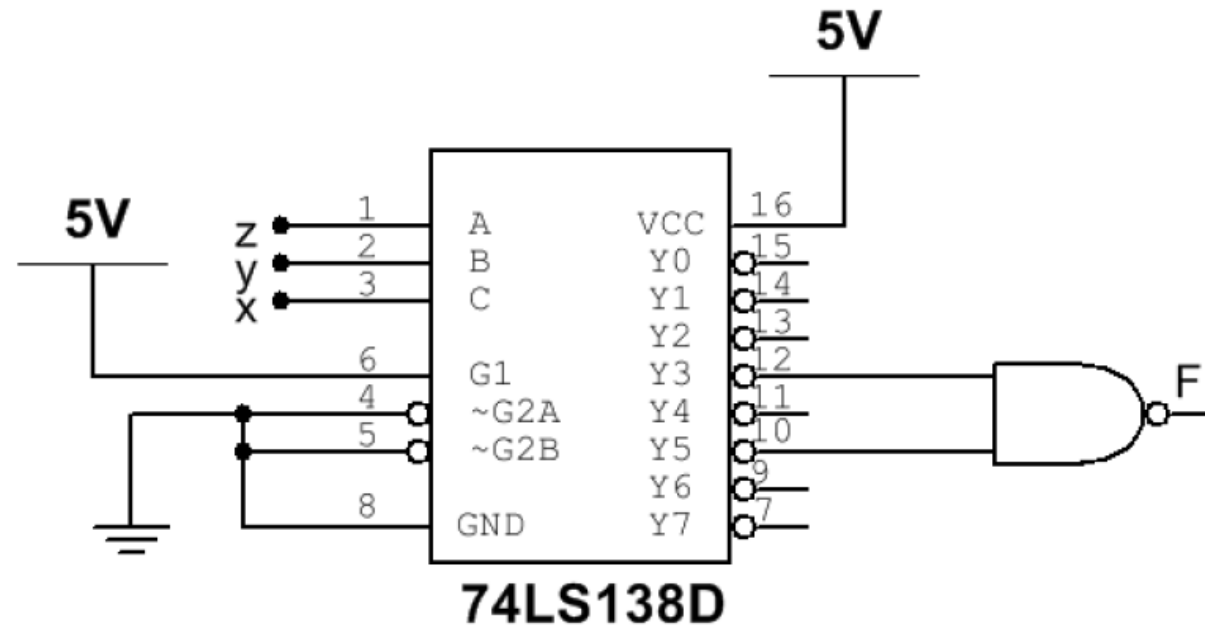 5V
5V
1 A VCC 16
z
2 B Y0 15
y
3 C Y1 14
x
Y2 13
6 G1 Y3 12
F
4 ~G2A Y4 11
5 ~G2B Y5 10
Y6 9
8 GND Y7 7
74LS138D